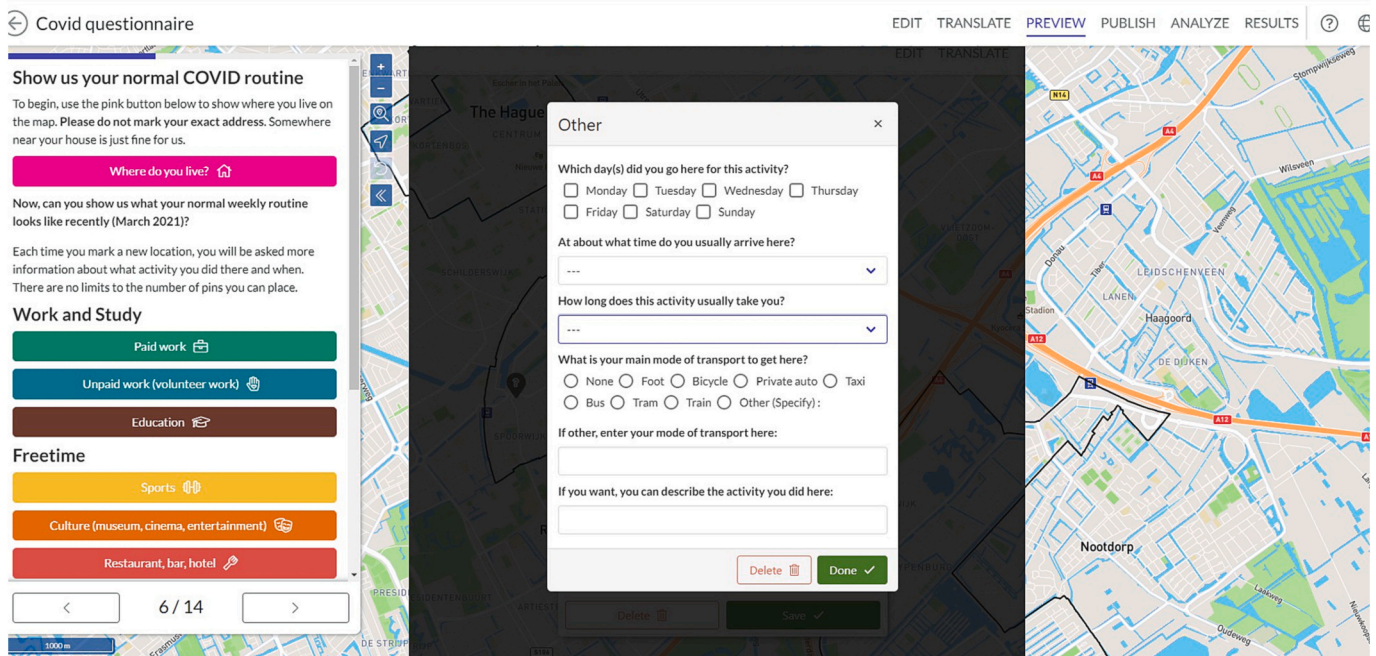 Covid questionnaire
EDIT TRANSLATE PREVIEW PUBLISH ANALYZE RESULTS ?
Show us your normal COVID routine
To begin, use the pink button below to show where you live on
the map. Please do not mark your exact address. Somewhere
near your house is just fine for us.
Where do you live?
Now, can you show us what your normal weekly routine
looks like recently (March 2021)?
Each time you mark a new location, you will be asked more
information about what activity you did there and when.
There are no limits to the number of pins you can place.
Work and Study
Paid work
Unpaid work (volunteer work)
Education
Freetime
Sports
Culture (museum, cinema, entertainment)
Restaurant, bar, hotel
< 6 / 14 >
1000 m
+
−
EDIT TRANSLATE
The Hague
CENTRUM
Other ×
Which day(s) did you go here for this activity?
Monday Tuesday Wednesday Thursday
Friday Saturday Sunday
At about what time do you usually arrive here?
---
How long does this activity usually take you?
---
What is your main mode of transport to get here?
None Foot Bicycle Private auto Taxi
Bus Tram Train Other (Specify) :
If other, enter your mode of transport here:
If you want, you can describe the activity you did here:
Delete Done
Delete Save
SCHILDERSWIJK
Stompwijkseweg
N14
A4
A4
Wilsveen
Veenweg
Donau
Tiber
LEIDSCHENVEEN
LANEN
Stadion
Haagoord
A12
DE DIJKEN
A12
Nootdorp
Laakweg
Oudeweg